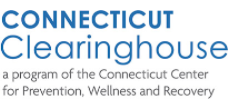 CONNECTICUT
Clearinghouse
a program of the Connecticut Center
for Prevention, Wellness and Recovery